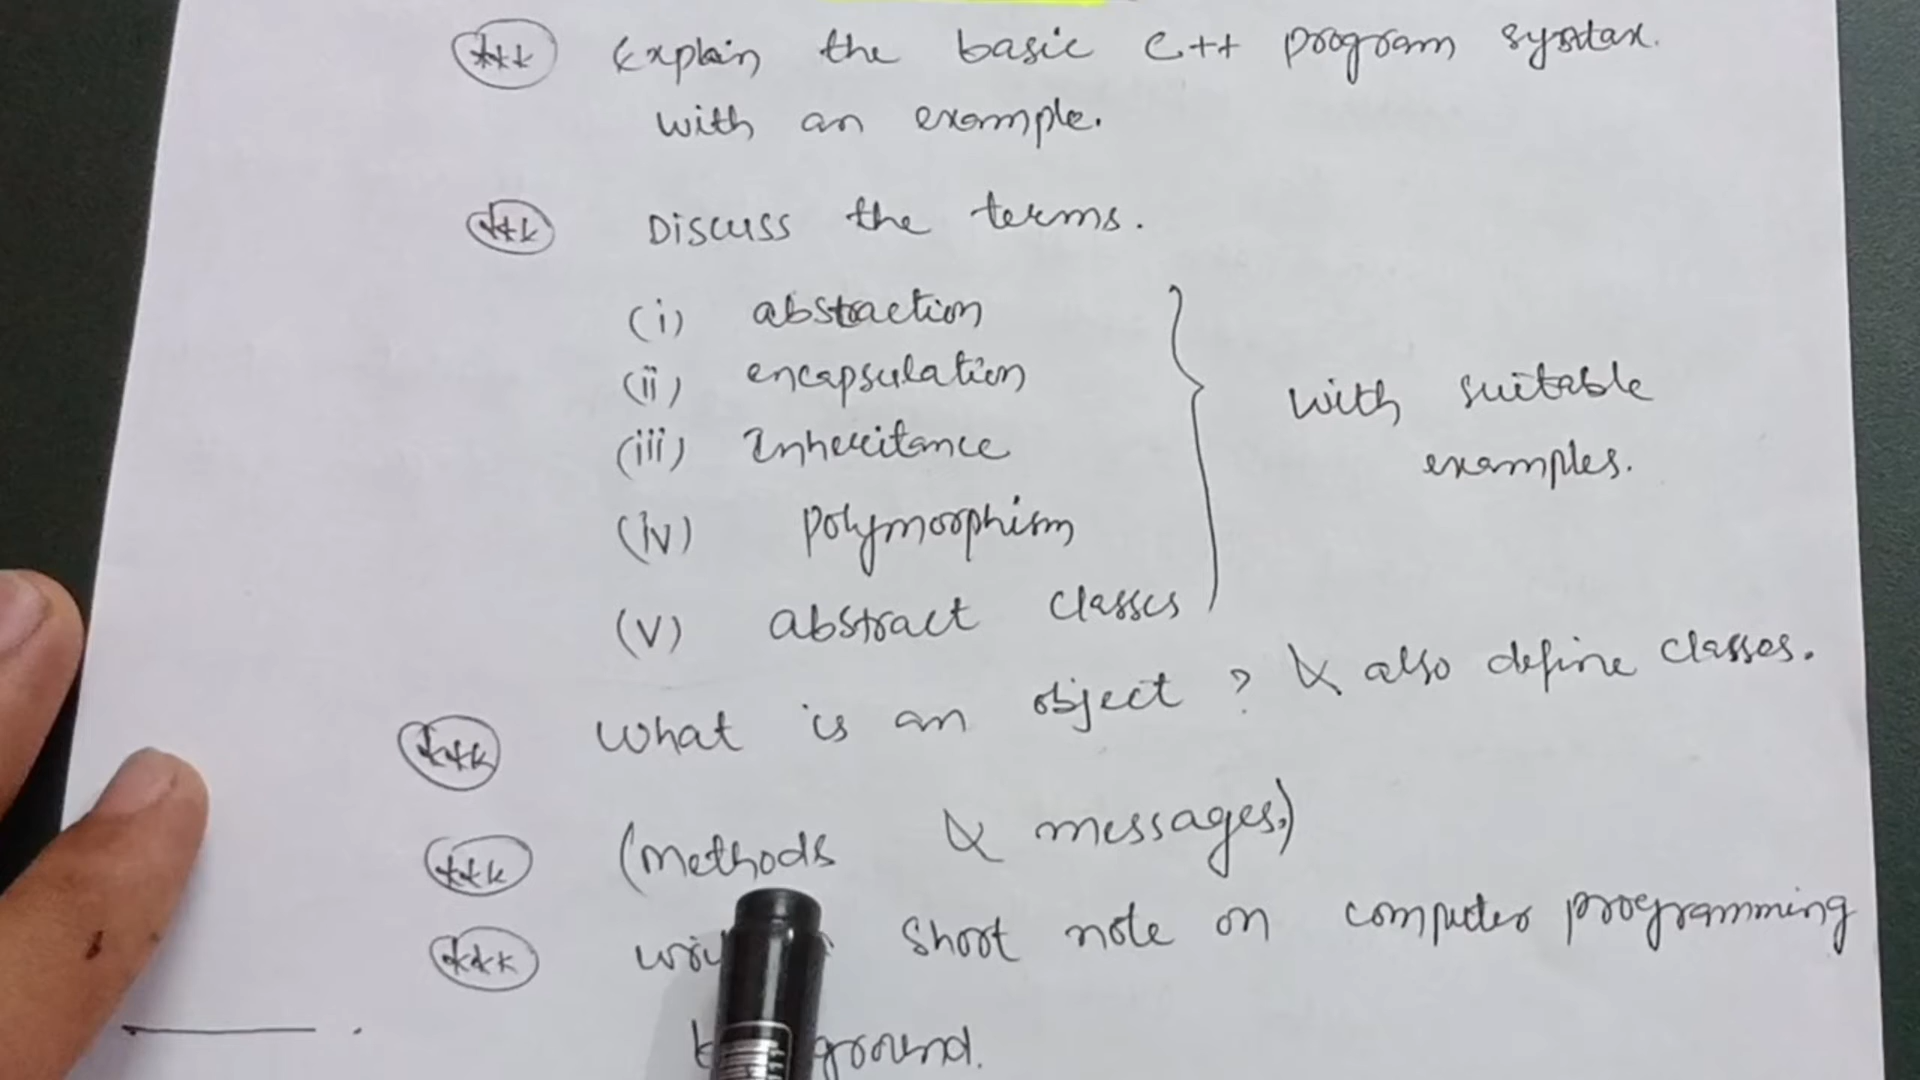 *** Explain the basic C++ program syntax.
with an example.
*** Discuss the terms.
(i) abstraction
(ii) encapsulation
(iii) Inheritance
(iv) polymorphism
(v) abstract classes
with suitable
examples.
*** What is an object ? & also define classes.
*** (Methods & messages.)
*** short note on computer programming
ground.